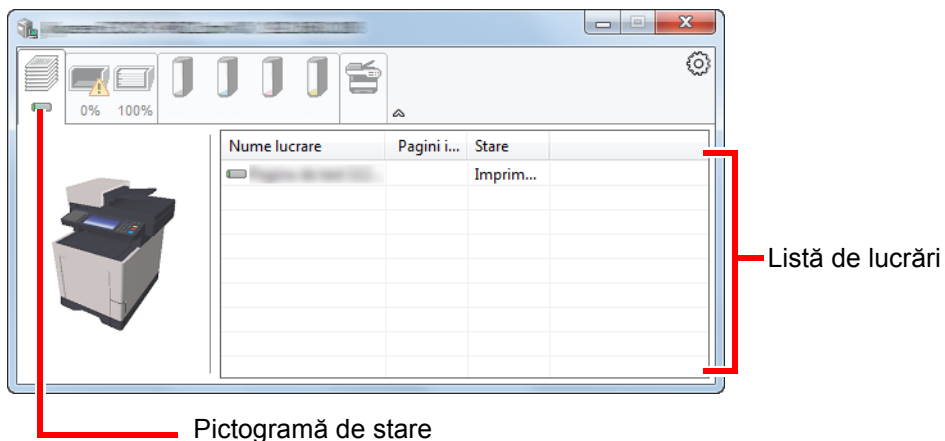 0% 100%
Nume lucrare Pagini i... Stare
Imprim...
Listă de lucrări
Pictogramă de stare